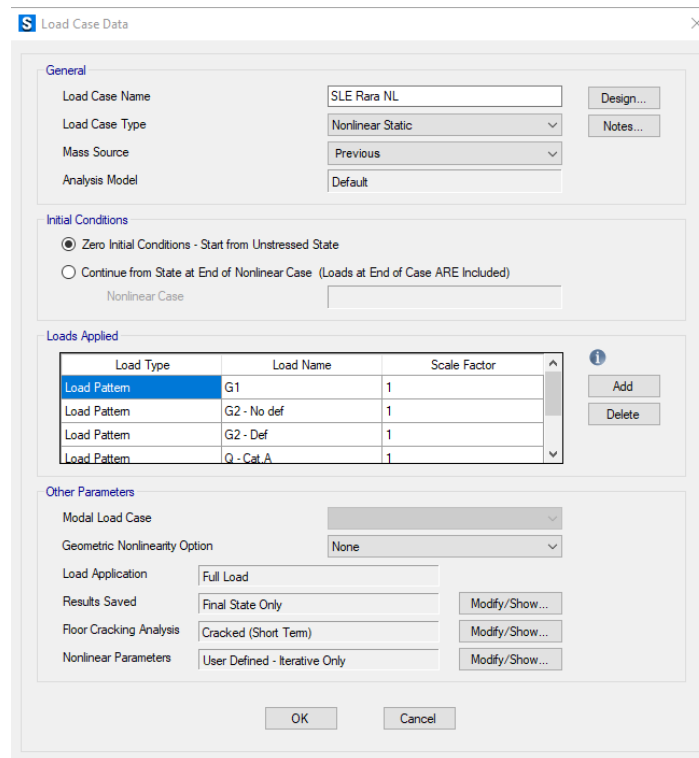 S Load Case Data
General
Load Case Name SLE Rara NL Design...
Load Case Type Nonlinear Static Notes...
Mass Source Previous
Analysis Model Default
Initial Conditions
Zero Initial Conditions - Start from Unstressed State
Continue from State at End of Nonlinear Case (Loads at End of Case ARE Included)
Nonlinear Case
Loads Applied
Load Type Load Name Scale Factor
Load Pattern G1 1 Add
Load Pattern G2 - No def 1 Delete
Load Pattern G2 - Def 1
Load Pattern Q - Cat.A 1
Other Parameters
Modal Load Case
Geometric Nonlinearity Option None
Load Application Full Load
Results Saved Final State Only Modify/Show...
Floor Cracking Analysis Cracked (Short Term) Modify/Show...
Nonlinear Parameters User Defined - Iterative Only Modify/Show...
OK Cancel